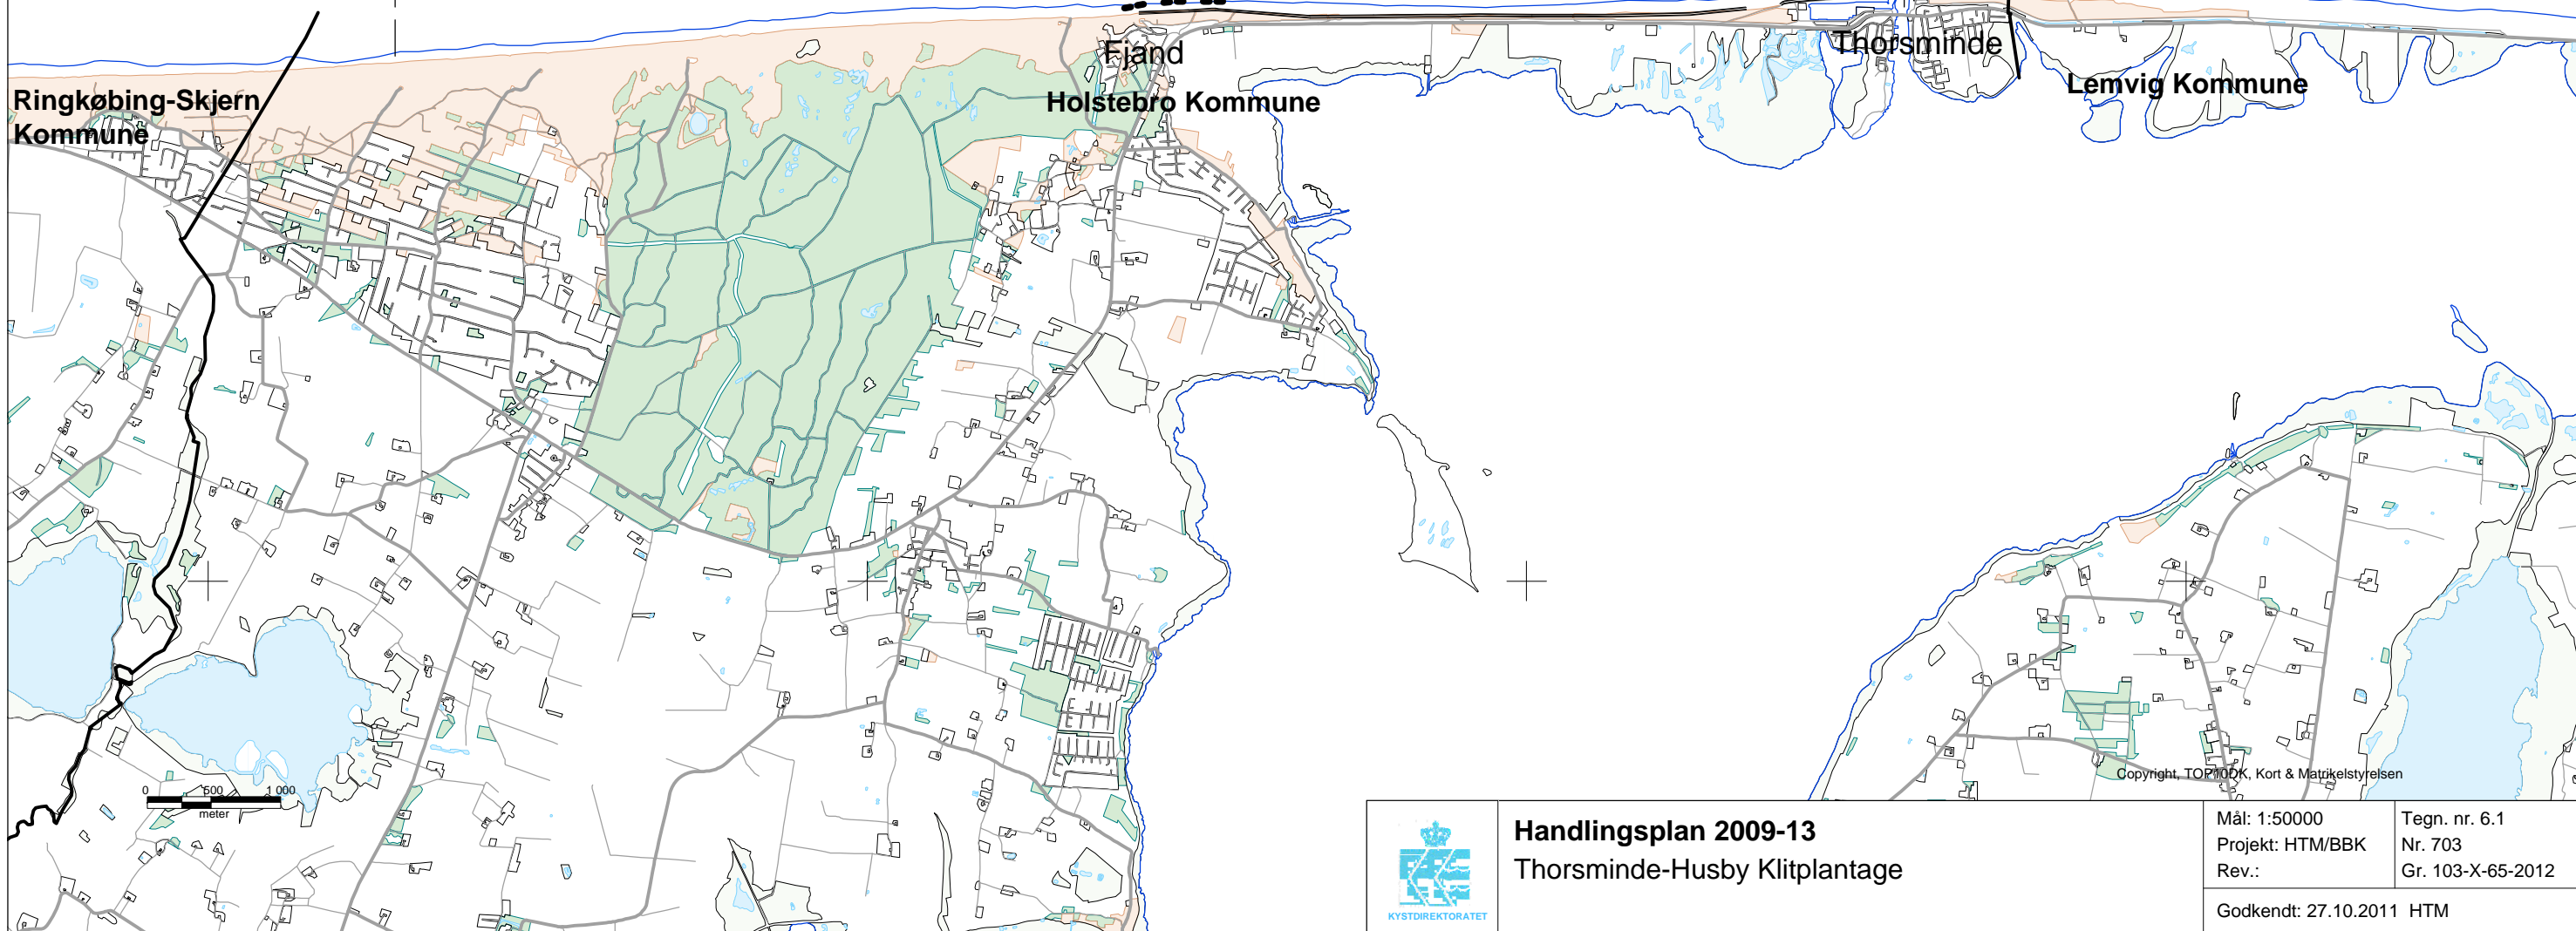 Fjand
Thorsminde
Ringkøbing-Skjern
Kommune
Holstebro Kommune
Lemvig Kommune
0 500 1 000
meter
Copyright, TOP10DK, Kort & Matrikelstyrelsen
KYSTDIREKTORATET
Handlingsplan 2009-13
Thorsminde-Husby Klitplantage
Mål: 1:50000
Projekt: HTM/BBK
Rev.:
Tegn. nr. 6.1
Nr. 703
Gr. 103-X-65-2012
Godkendt: 27.10.2011 HTM